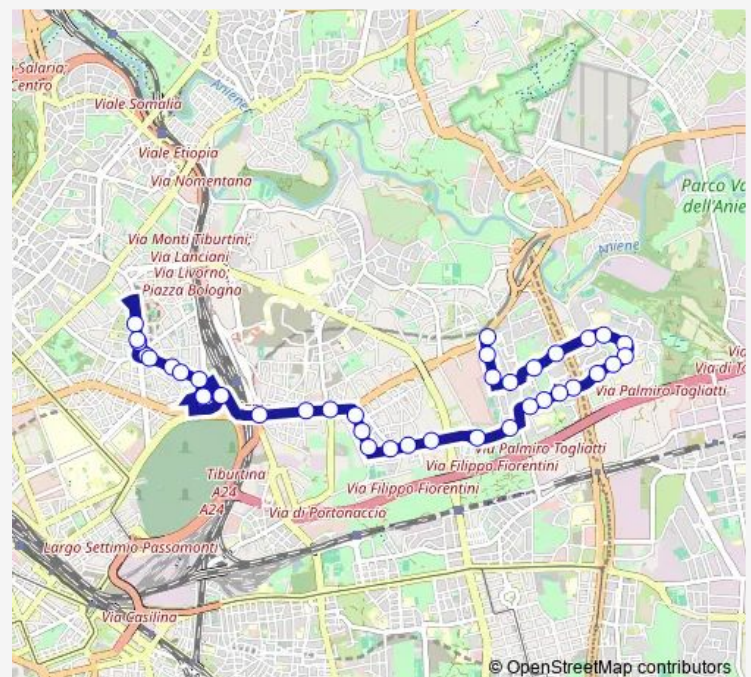 Salaria;
Centro
Viale Somalia
Aniene
Viale Etiopia
Via Nomentana
Parco Va
dell'Anie
Via Monti Tiburtini;
Via Lanciani
Via Livorno;
Piazza Bologna
Aniene
Via di To
Via Palmiro Togliatti
Via Palmiro Togliatti
Via Filippo Fiorentini
Tiburtina
A24
A24
Via Filippo Fiorentini
Via di Portonaccio
Largo Settimio Passamonti
Via Casilina
© OpenStreetMap contributors